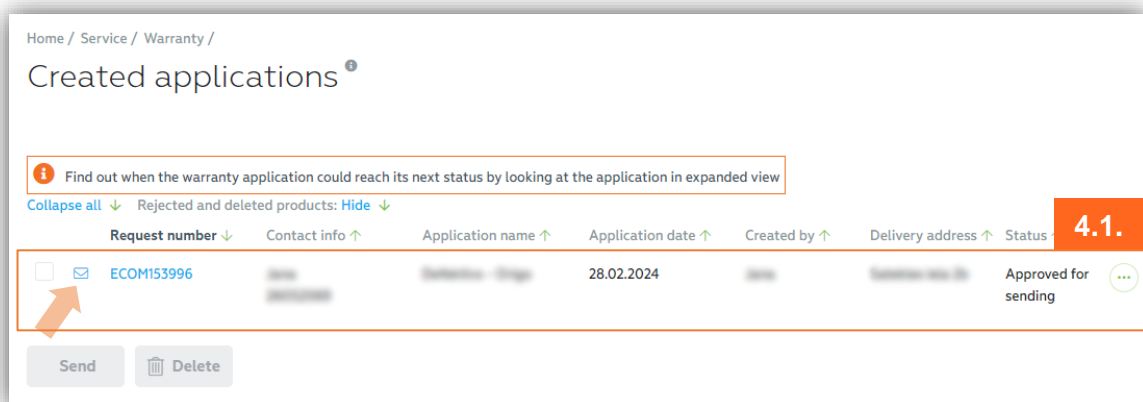 Home / Service / Warranty /
Created applications
Find out when the warranty application could reach its next status by looking at the application in expanded view
Collapse all ↓ Rejected and deleted products: Hide ↓
4.1.
Request number ↓ Contact info ↑ Application name ↑ Application date ↑ Created by ↑ Delivery address ↑ Status
ECOM153996 28.02.2024 Approved for
sending
Send Delete